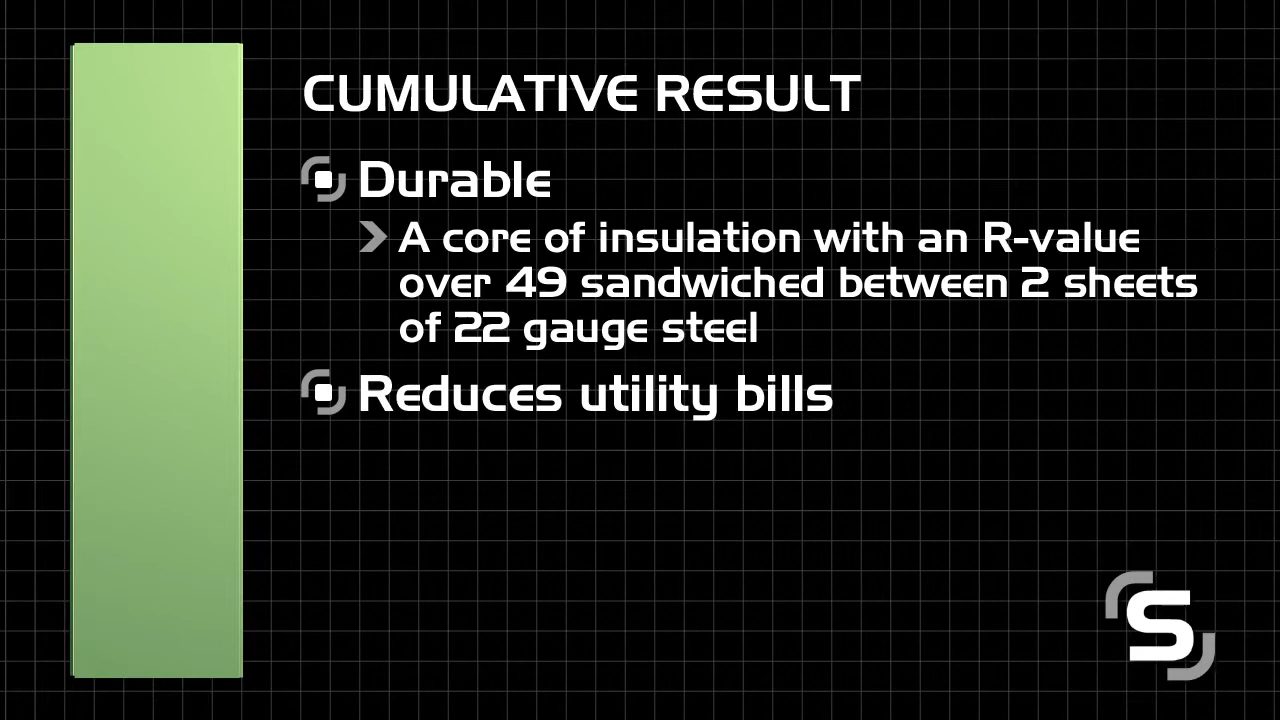 CUMULATIVE RESULT
Durable
A core of insulation with an R-value
over 49 sandwiched between 2 sheets
of 22 gauge steel
Reduces utility bills
S